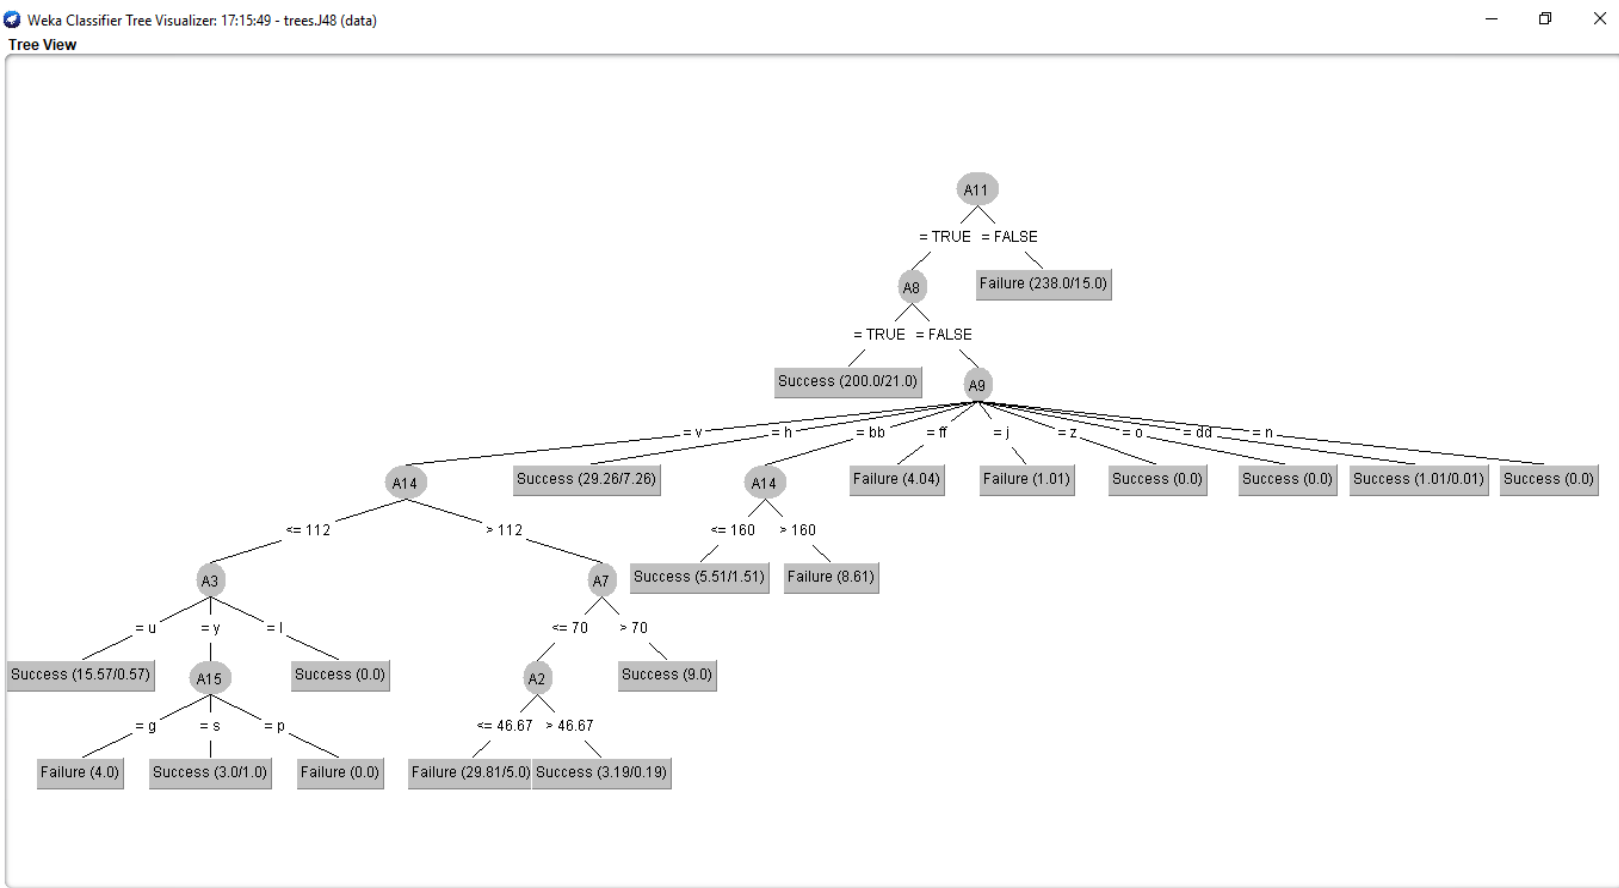 Weka Classifier Tree Visualizer: 17:15:49 - trees.J48 (data)
Tree View
A11
= TRUE = FALSE
A8 Failure (238.0/15.0)
= TRUE = FALSE
Success (200.0/21.0) A9
= v = h = bb = ff = j = z = o = dd = n
A14 Success (29.26/7.26) A14 Failure (4.04) Failure (1.01) Success (0.0) Success (0.0) Success (1.01/0.01) Success (0.0)
<= 112 > 112 <= 160 > 160
A3 A7 Success (5.51/1.51) Failure (8.61)
= u = y = l <= 70 > 70
Success (15.57/0.57) A15 Success (0.0) A2 Success (9.0)
= g = s = p <= 46.67 > 46.67
Failure (4.0) Success (3.0/1.0) Failure (0.0) Failure (29.81/5.0) Success (3.19/0.19)